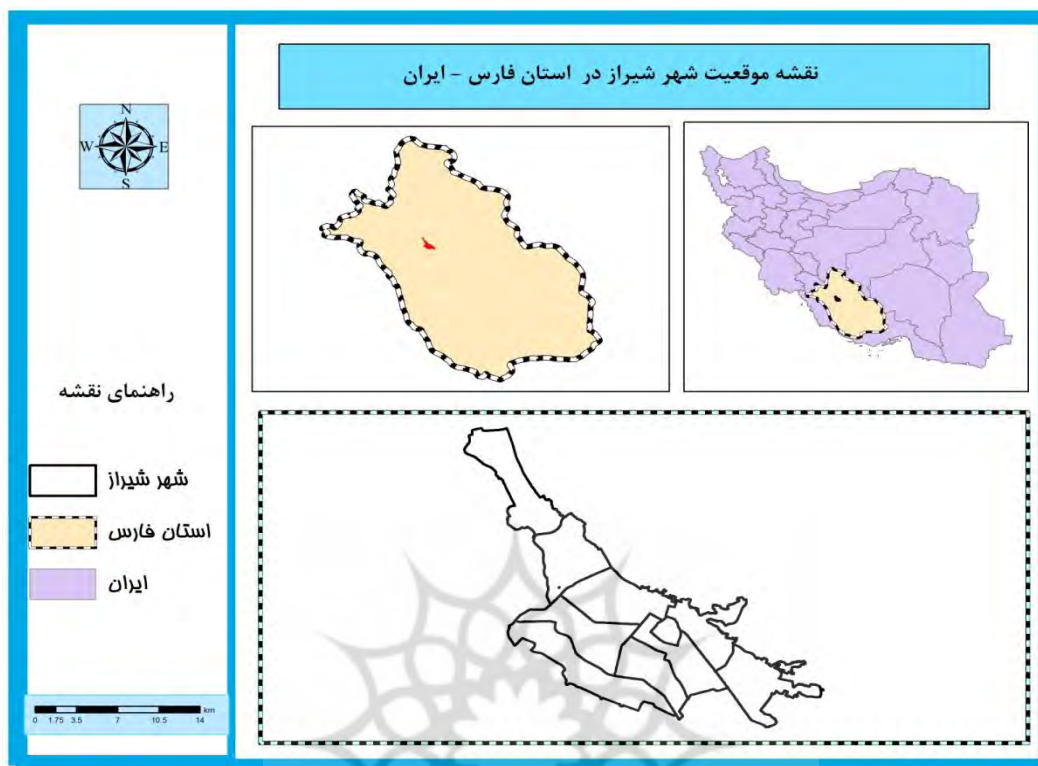 نقشه موقعیت شهر شیراز در استان فارس - ایران
N
W E
S
راهنمای نقشه
شهر شیراز
استان فارس
ایران
km
0 1.75 3.5 7 10.5 14